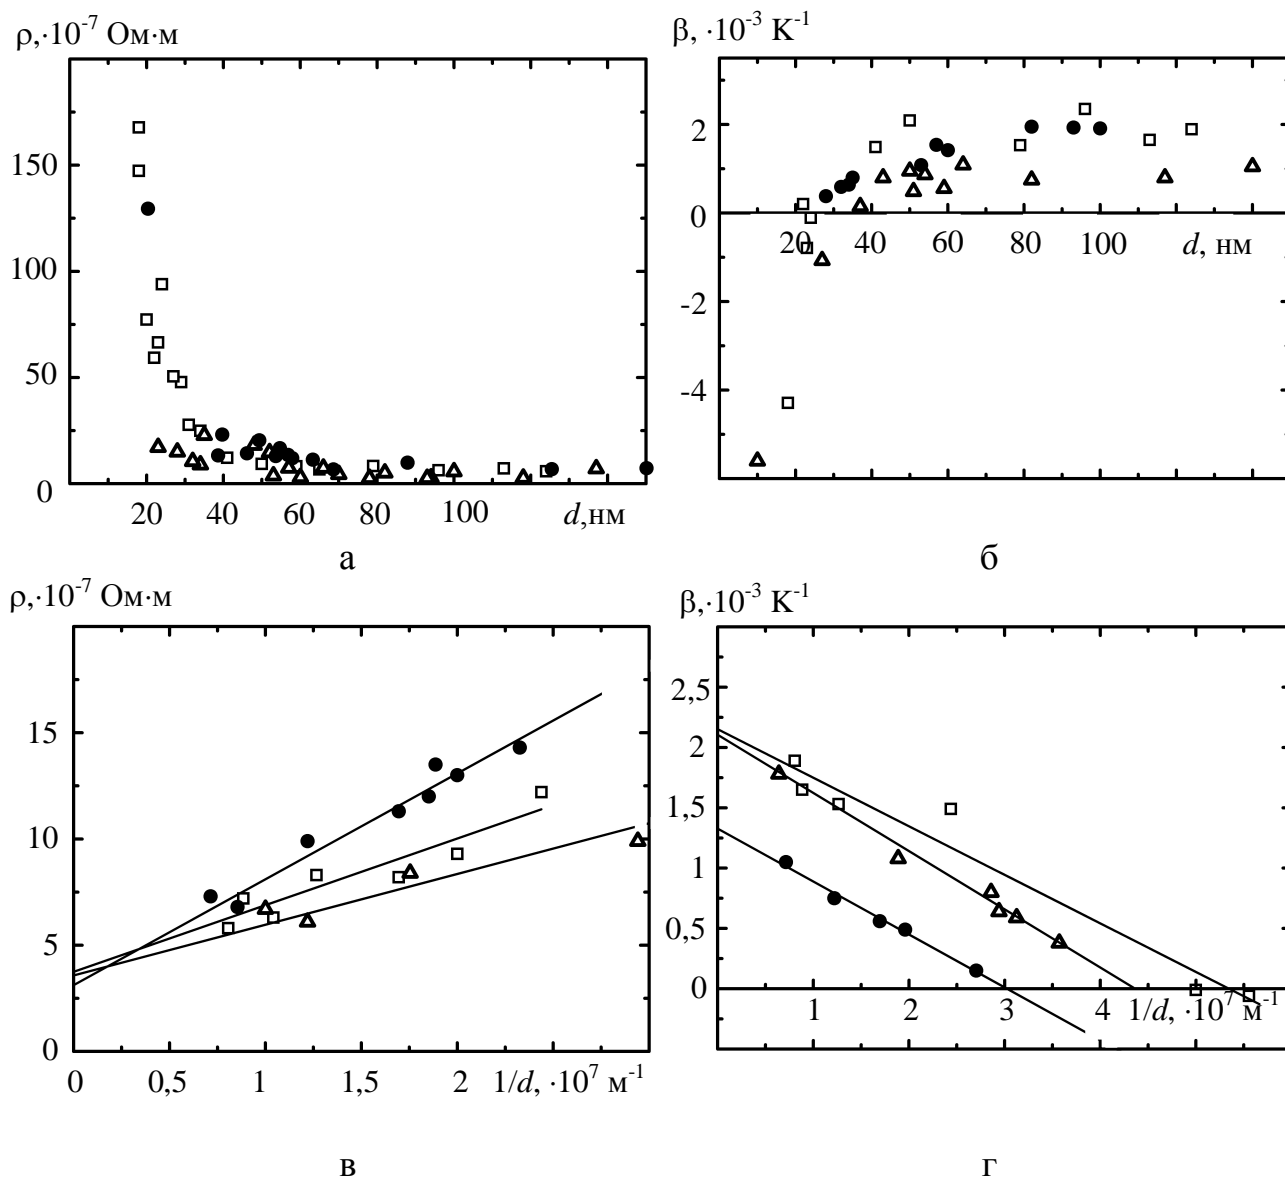 ρ,·10⁻⁷ Ом·м
150
100
50
0
20 40 60 80 100 d,нм
а
β, ·10⁻³ К⁻¹
2
0
20 40 60 80 100 d, нм
-2
-4
б
ρ,·10⁻⁷ Ом·м
15
10
5
0
0 0,5 1 1,5 2 1/d, ·10⁷ м⁻¹
в
β,·10⁻³ К⁻¹
2,5
2
1,5
1
0,5
0
1 2 3 4 1/d, ·10⁷ м⁻¹
г